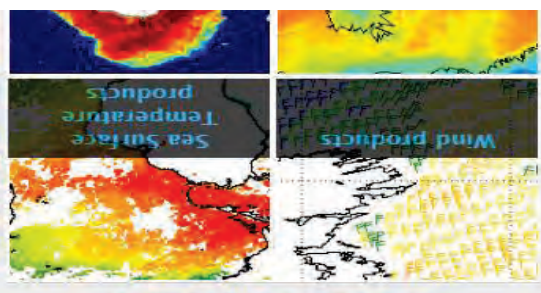 Sea Surface
Temperature
products
Wind products